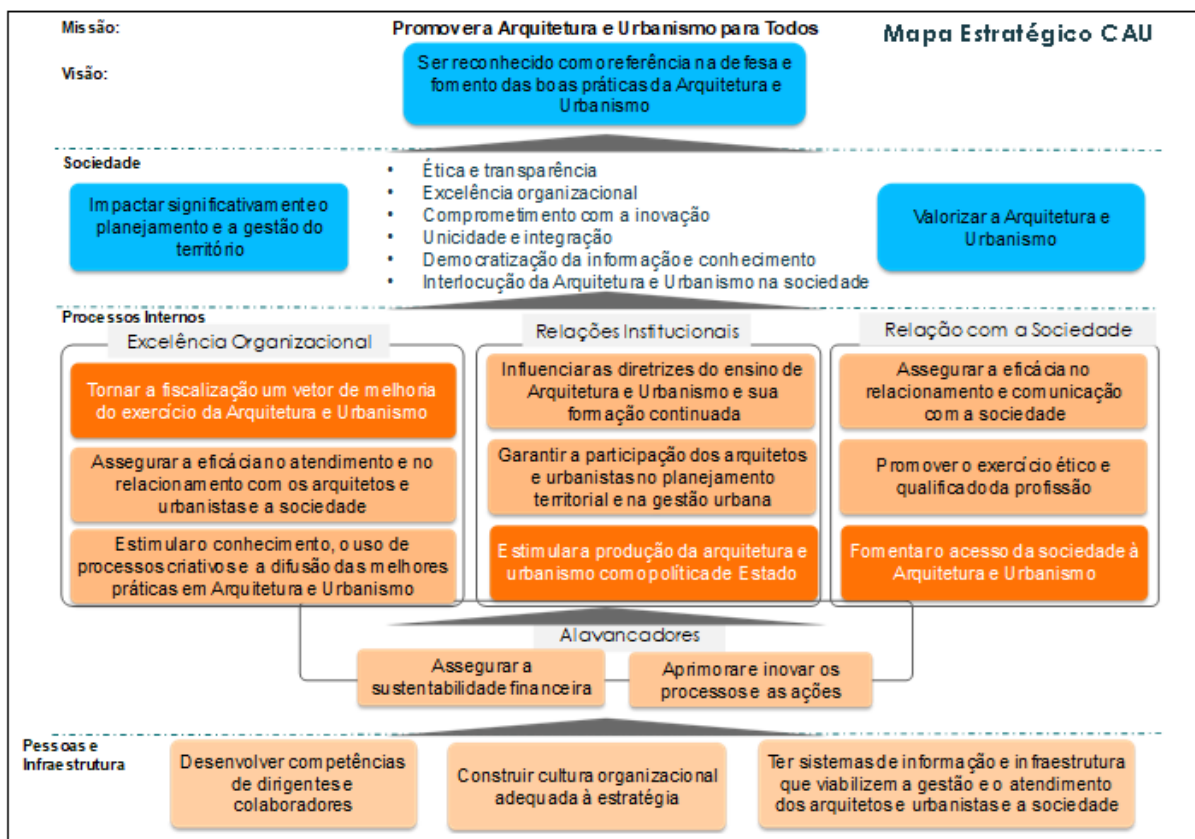 Missão:
Promover a Arquitetura e Urbanismo para Todos
Mapa Estratégico CAU
Visão:
Ser reconhecido como referência na defesa e
fomento das boas práticas da Arquitetura e
Urbanismo
Sociedade
Impactar significativamente o
planejamento e a gestão do
território
• Ética e transparência
• Excelência organizacional
• Comprometimento com a inovação
• Unicidade e integração
• Democratização da informação e conhecimento
• Interlocução da Arquitetura e Urbanismo na sociedade
Valorizar a Arquitetura e
Urbanismo
Processos Internos
Excelência Organizacional
Tornar a fiscalização um vetor de melhoria
do exercício da Arquitetura e Urbanismo
Assegurar a eficácia no atendimento e no
relacionamento com os arquitetos e
urbanistas e a sociedade
Estimular o conhecimento, o uso de
processos criativos e a difusão das melhores
práticas em Arquitetura e Urbanismo
Relações Institucionais
Influenciar as diretrizes do ensino de
Arquitetura e Urbanismo e sua
formação continuada
Garantir a participação dos arquitetos
e urbanistas no planejamento
territorial e na gestão urbana
Estimular a produção da arquitetura e
urbanismo como política de Estado
Relação com a Sociedade
Assegurar a eficácia no
relacionamento e comunicação
com a sociedade
Promover o exercício ético e
qualificado da profissão
Fomentar o acesso da sociedade à
Arquitetura e Urbanismo
Alavancadores
Assegurar a
sustentabilidade financeira
Aprimorar e inovar os
processos e as ações
Pessoas e
Infraestrutura
Desenvolver competências
de dirigentes e
colaboradores
Construir cultura organizacional
adequada à estratégia
Ter sistemas de informação e infraestrutura
que viabilizem a gestão e o atendimento
dos arquitetos e urbanistas e a sociedade